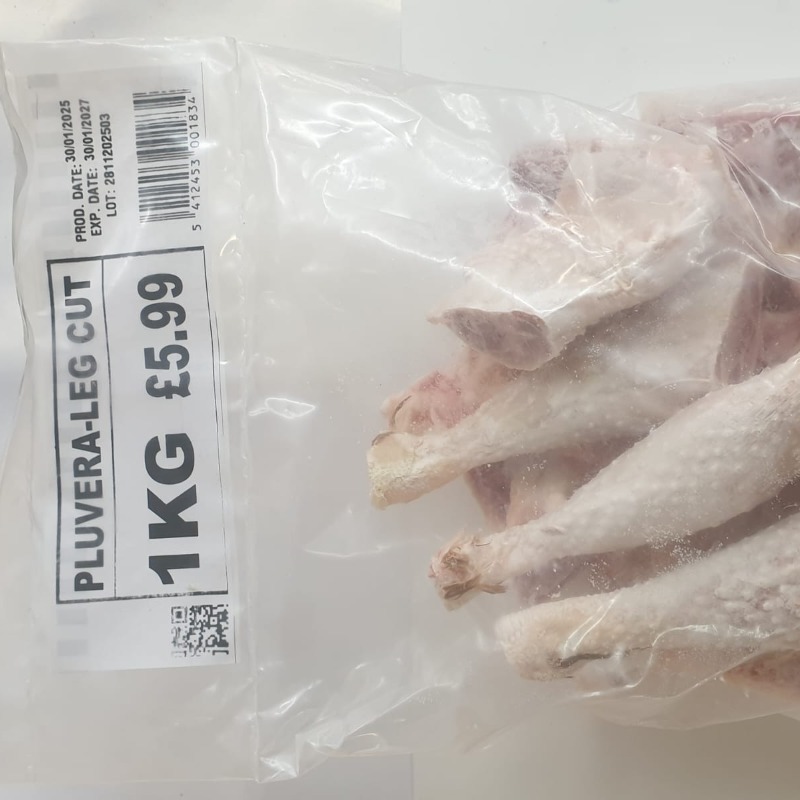 PROD. DATE: 30/01/2025
EXP. DATE: 30/01/2027
LOT: 2811202503
5 412453 001834
PLUVERA-LEG CUT
1KG £5.99